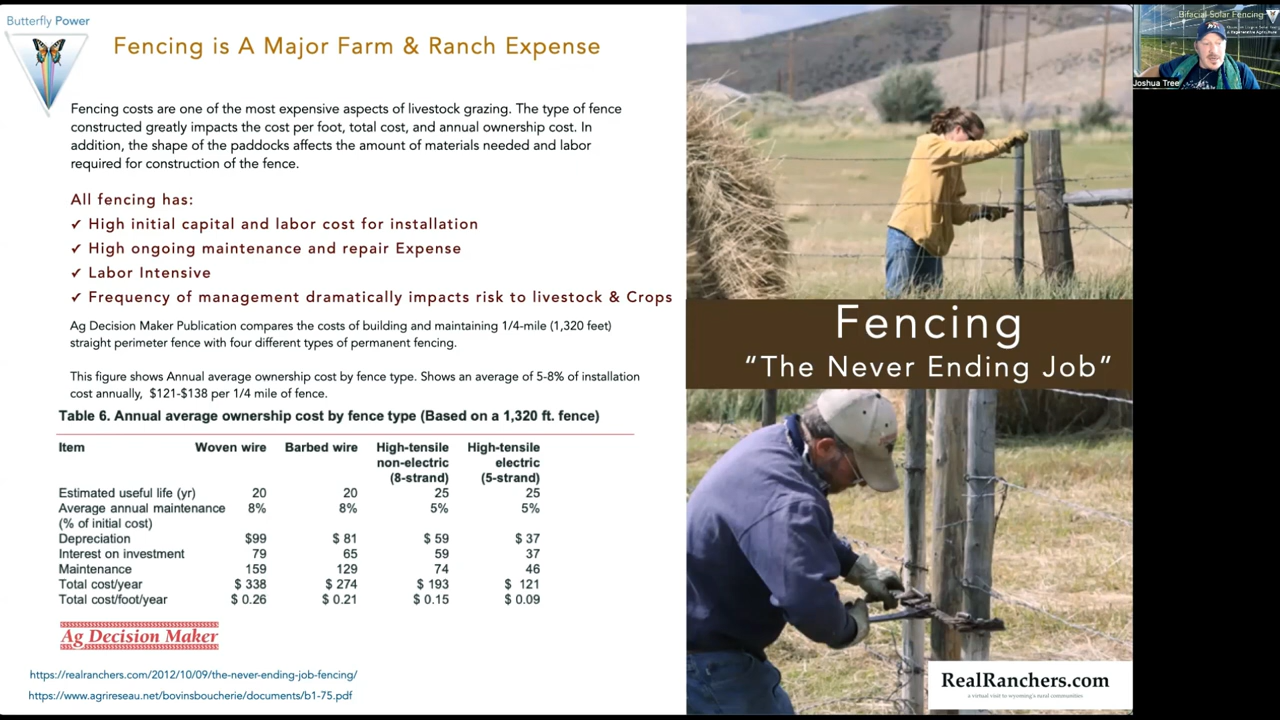 Butterfly Power
Fencing is A Major Farm & Ranch Expense
Fencing costs are one of the most expensive aspects of livestock grazing. The type of fence
constructed greatly impacts the cost per foot, total cost, and annual ownership cost. In
addition, the shape of the paddocks affects the amount of materials needed and labor
required for construction of the fence.
All fencing has:
✓ High initial capital and labor cost for installation
✓ High ongoing maintenance and repair Expense
✓ Labor Intensive
✓ Frequency of management dramatically impacts risk to livestock & Crops
Ag Decision Maker Publication compares the costs of building and maintaining 1/4-mile (1,320 feet)
straight perimeter fence with four different types of permanent fencing.
This figure shows Annual average ownership cost by fence type. Shows an average of 5-8% of installation
cost annually, $121-$138 per 1/4 mile of fence.
Table 6. Annual average ownership cost by fence type (Based on a 1,320 ft. fence)
Item Woven wire Barbed wire High-tensile High-tensile
non-electric electric
(8-strand) (5-strand)
Estimated useful life (yr) 20 20 25 25
Average annual maintenance 8% 8% 5% 5%
(% of initial cost)
Depreciation $99 $ 81 $ 59 $ 37
Interest on investment 79 65 59 37
Maintenance 159 129 74 46
Total cost/year $ 338 $ 274 $ 193 $ 121
Total cost/foot/year $ 0.26 $ 0.21 $ 0.15 $ 0.09
Ag Decision Maker
https://realranchers.com/2012/10/09/the-never-ending-job-fencing/
https://www.agrireseau.net/bovinsboucherie/documents/b1-75.pdf
Fencing
"The Never Ending Job"
RealRanchers.com
a virtual visit to wyoming's rural communities
Bifacial Solar Fencing
Joshua Tree